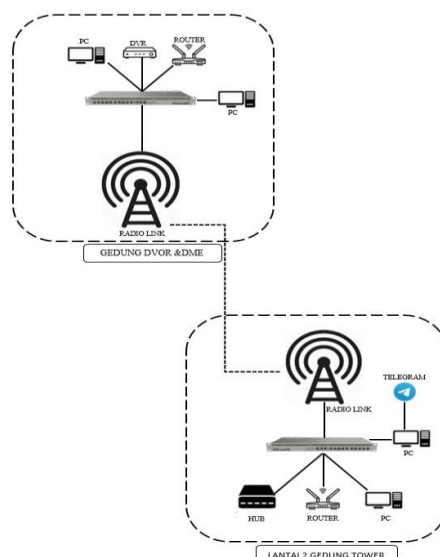 PC
DVR
ROUTER
PC
RADIO LINK
GEDUNG DVOR &DME
TELEGRAM
RADIO LINK
PC
HUB
ROUTER
PC
LANTAI 2 GEDUNG TOWER